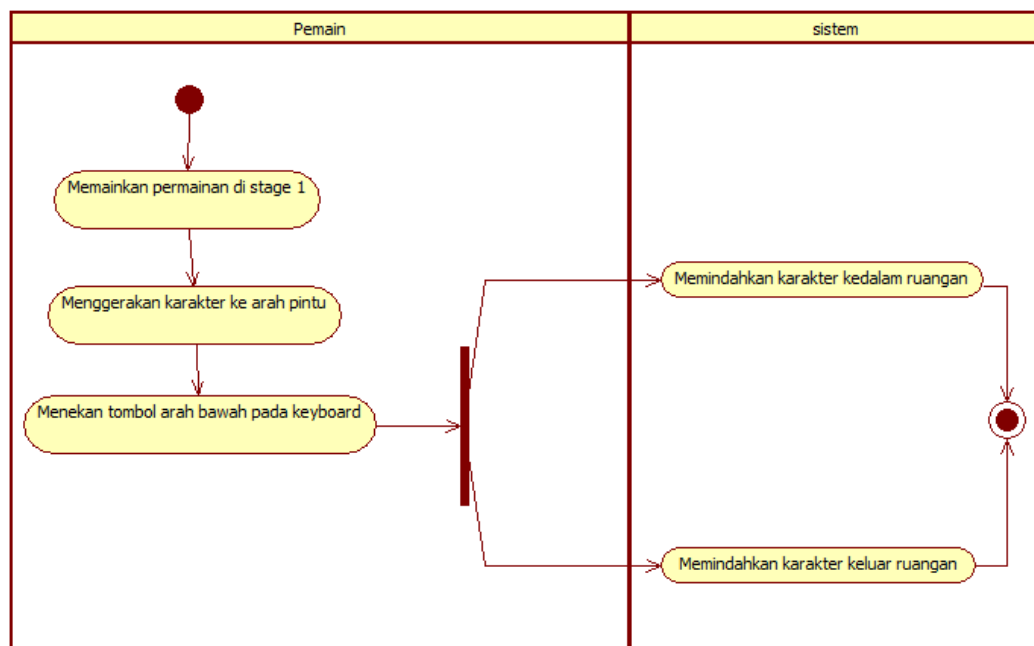 Pemain
sistem
Memainkan permainan di stage 1
Menggerakan karakter ke arah pintu
Menekan tombol arah bawah pada keyboard
Memindahkan karakter kedalam ruangan
Memindahkan karakter keluar ruangan